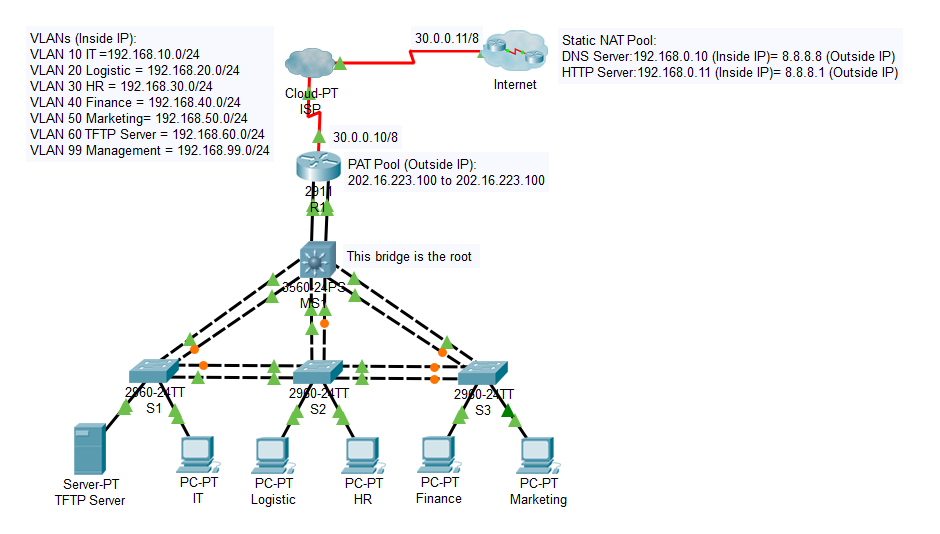 VLANs (Inside IP):
VLAN 10 IT =192.168.10.0/24
VLAN 20 Logistic = 192.168.20.0/24
VLAN 30 HR = 192.168.30.0/24
VLAN 40 Finance = 192.168.40.0/24
VLAN 50 Marketing= 192.168.50.0/24
VLAN 60 TFTP Server = 192.168.60.0/24
VLAN 99 Management = 192.168.99.0/24
30.0.0.11/8
Static NAT Pool:
DNS Server:192.168.0.10 (Inside IP)= 8.8.8.8 (Outside IP)
HTTP Server:192.168.0.11 (Inside IP)= 8.8.8.1 (Outside IP)
Internet
Cloud-PT
ISP
30.0.0.10/8
PAT Pool (Outside IP):
202.16.223.100 to 202.16.223.100
2911
R1
This bridge is the root
3560-24PS
MS1
2960-24TT
S1
2960-24TT
S2
2960-24TT
S3
Server-PT
TFTP Server
PC-PT
IT
PC-PT
Logistic
PC-PT
HR
PC-PT
Finance
PC-PT
Marketing